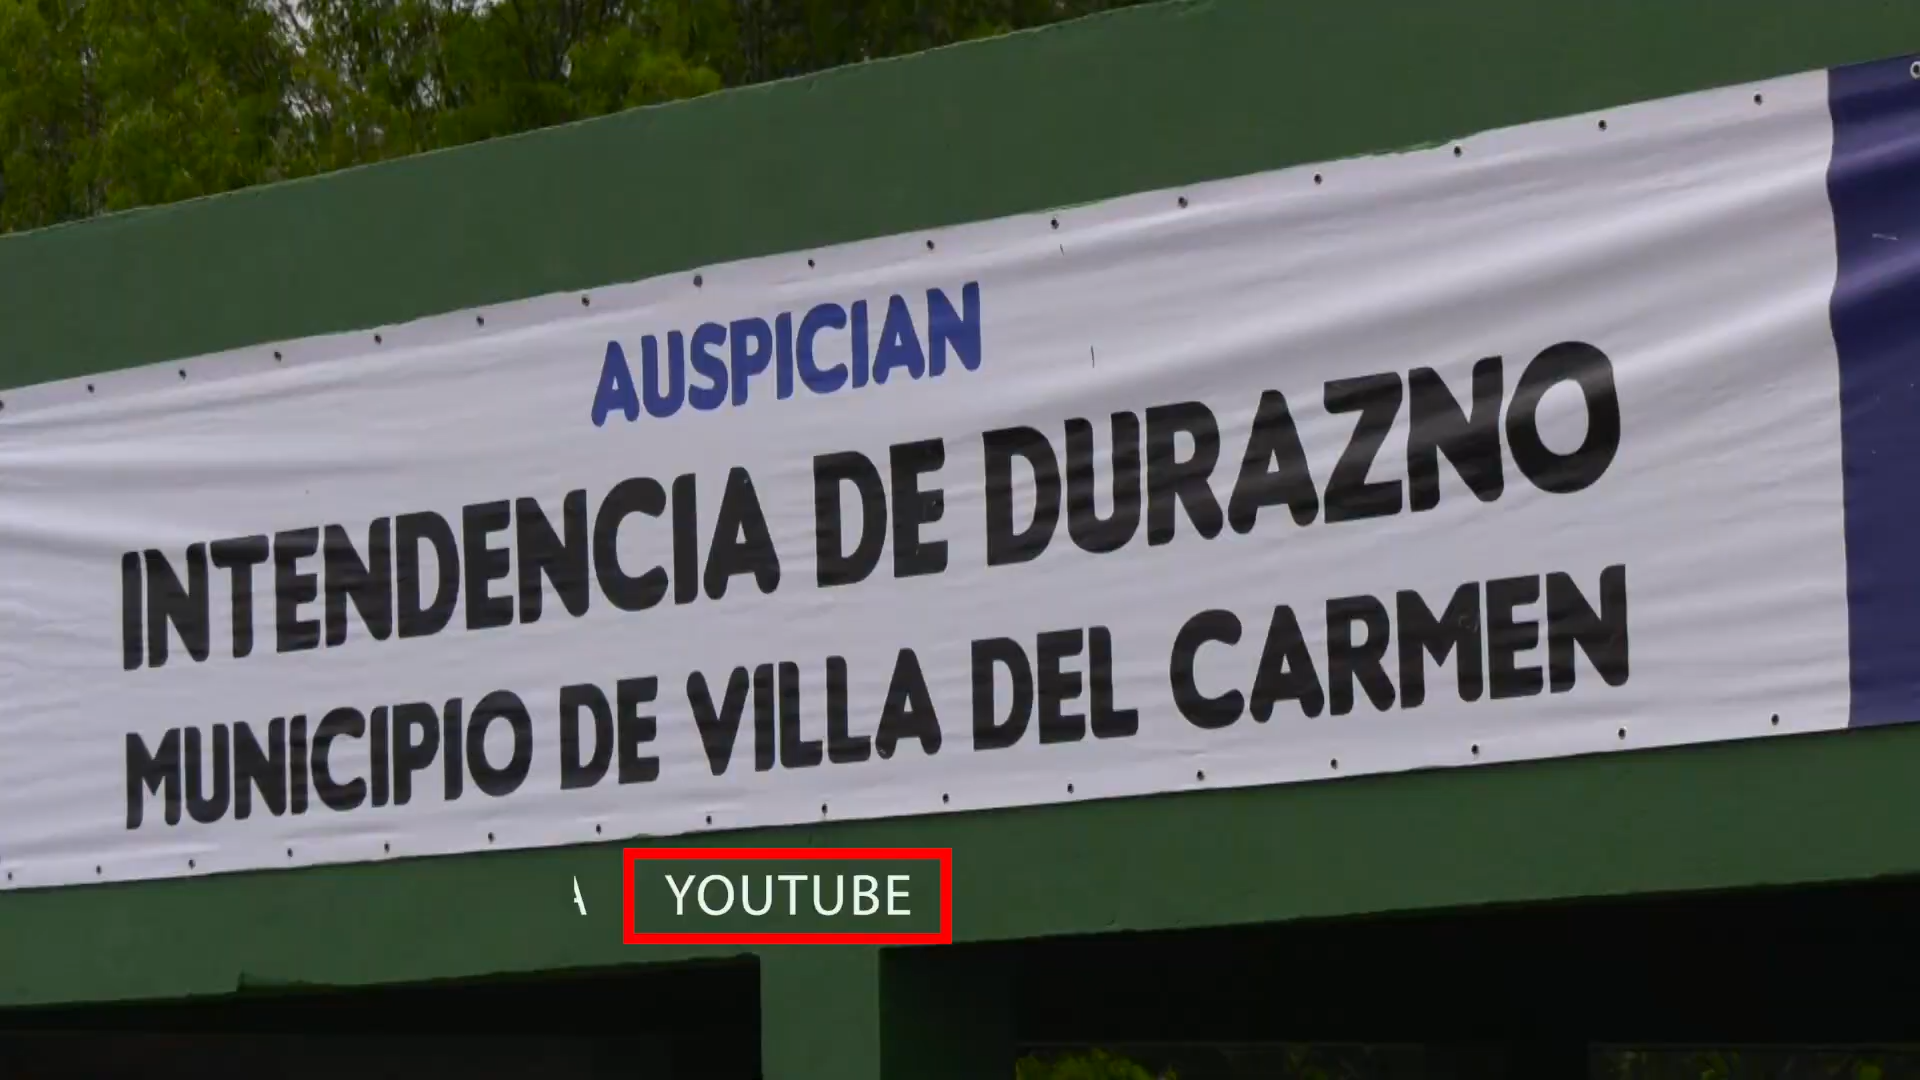 AUSPICIAN
INTENDENCIA DE DURAZNO
MUNICIPIO DE VILLA DEL CARMEN
YOUTUBE